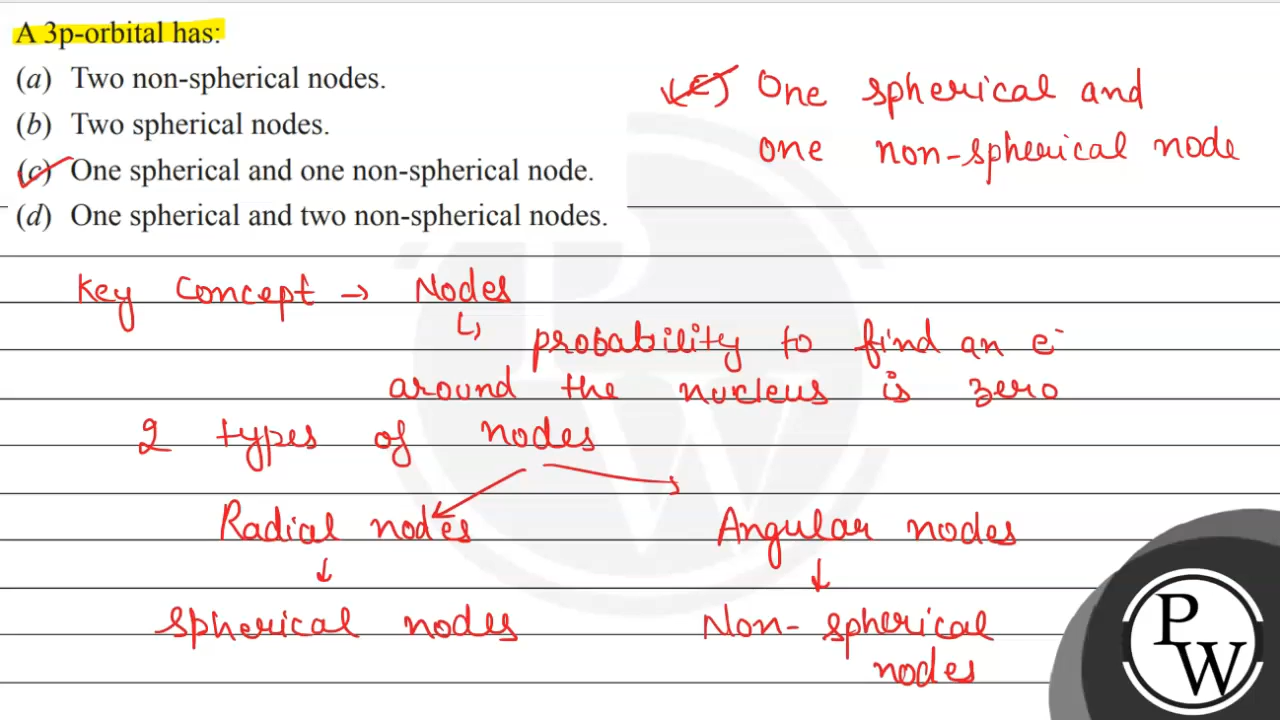 A 3p-orbital has:
(a) Two non-spherical nodes.
(b) Two spherical nodes.
(c) One spherical and one non-spherical node.
(d) One spherical and two non-spherical nodes.
(c) One spherical and
one non-spherical node
Key Concept → Nodes
↳ probability to find an e⁻
around the nucleus is zero
2 types of nodes
Radial nodes Angular nodes
↓ ↓
Spherical nodes Non-spherical
nodes
P
W
P
W